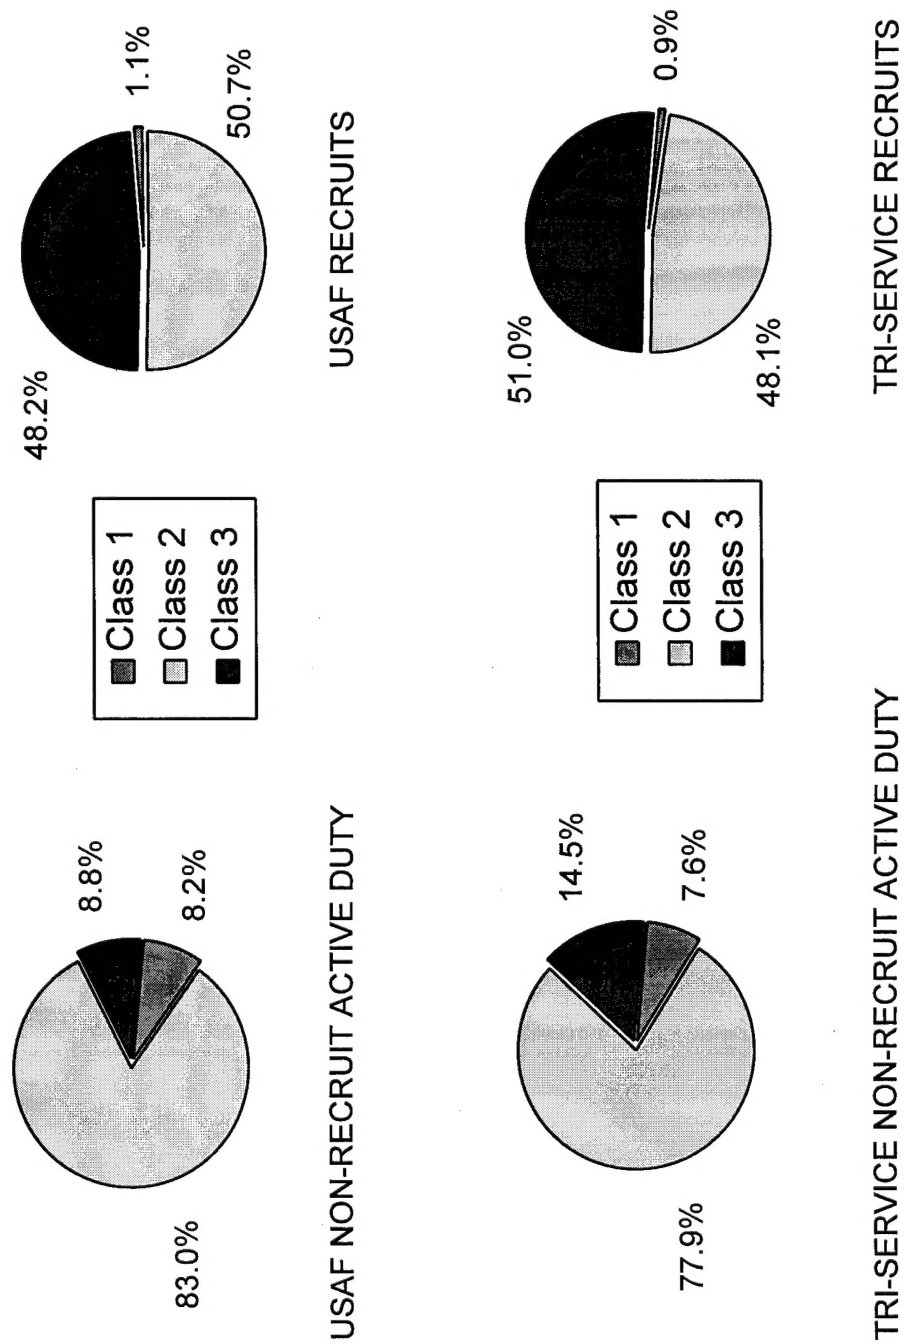 83.0%
8.8%
8.2%
USAF NON-RECRUIT ACTIVE DUTY
Class 1
Class 2
Class 3
48.2%
1.1%
50.7%
USAF RECRUITS
77.9%
14.5%
7.6%
TRI-SERVICE NON-RECRUIT ACTIVE DUTY
Class 1
Class 2
Class 3
51.0%
0.9%
48.1%
TRI-SERVICE RECRUITS